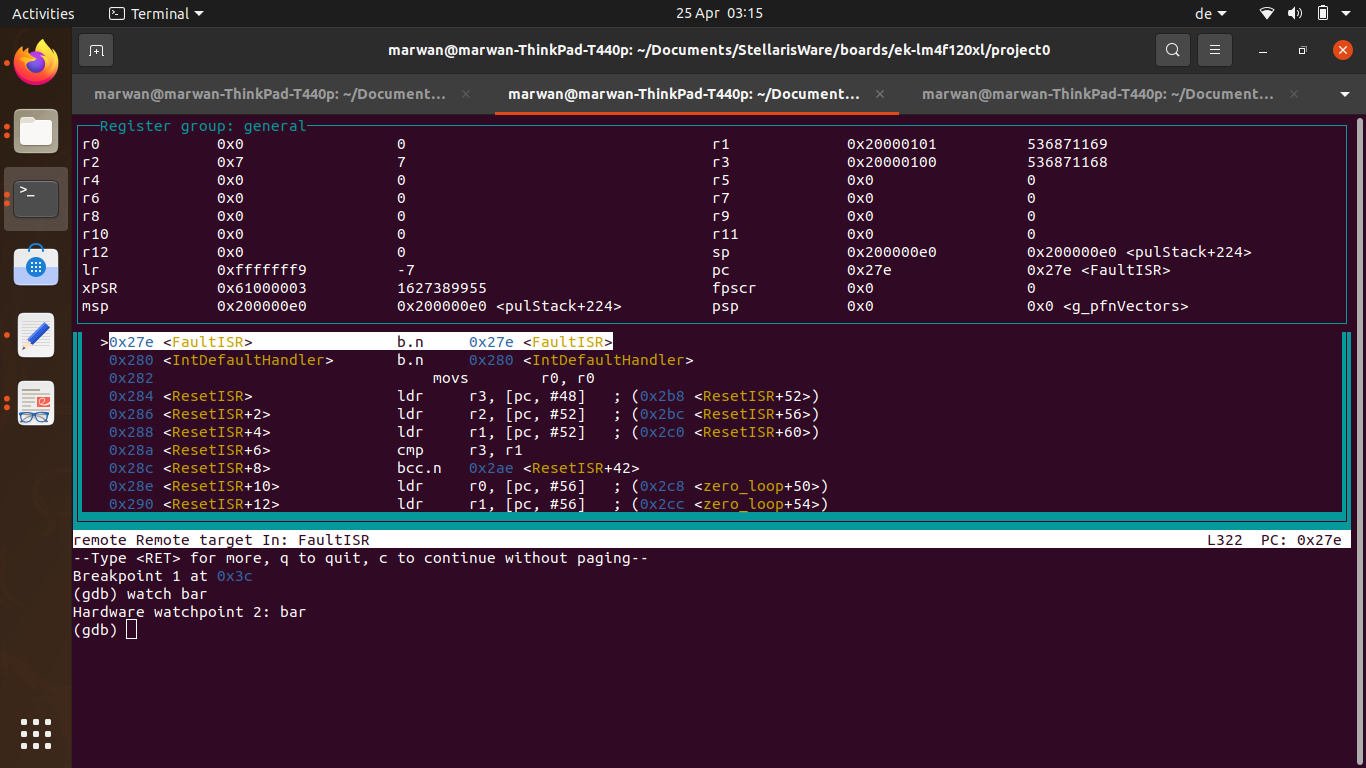 Activities Terminal 25 Apr 03:15 de
marwan@marwan-ThinkPad-T440p: ~/Documents/StellarisWare/boards/ek-lm4f120xl/project0
marwan@marwan-ThinkPad-T440p: ~/Document... × marwan@marwan-ThinkPad-T440p: ~/Document... × marwan@marwan-ThinkPad-T440p: ~/Document... ×
Register group: general
r0 0x0 0 r1 0x20000101 536871169
r2 0x7 7 r3 0x20000100 536871168
r4 0x0 0 r5 0x0 0
r6 0x0 0 r7 0x0 0
r8 0x0 0 r9 0x0 0
r10 0x0 0 r11 0x0 0
r12 0x0 0 sp 0x200000e0 0x200000e0 <pulStack+224>
lr 0xfffffff9 -7 pc 0x27e 0x27e <FaultISR>
xPSR 0x61000003 1627389955 fpscr 0x0 0
msp 0x200000e0 0x200000e0 <pulStack+224> psp 0x0 0x0 <g_pfnVectors>
>0x27e <FaultISR> b.n 0x27e <FaultISR>
0x280 <IntDefaultHandler> b.n 0x280 <IntDefaultHandler>
0x282 movs r0, r0
0x284 <ResetISR> ldr r3, [pc, #48] ; (0x2b8 <ResetISR+52>)
0x286 <ResetISR+2> ldr r2, [pc, #52] ; (0x2bc <ResetISR+56>)
0x288 <ResetISR+4> ldr r1, [pc, #52] ; (0x2c0 <ResetISR+60>)
0x28a <ResetISR+6> cmp r3, r1
0x28c <ResetISR+8> bcc.n 0x2ae <ResetISR+42>
0x28e <ResetISR+10> ldr r0, [pc, #56] ; (0x2c8 <zero_loop+50>)
0x290 <ResetISR+12> ldr r1, [pc, #56] ; (0x2cc <zero_loop+54>)
remote Remote target In: FaultISR L322 PC: 0x27e
--Type <RET> for more, q to quit, c to continue without paging--
Breakpoint 1 at 0x3c
(gdb) watch bar
Hardware watchpoint 2: bar
(gdb)